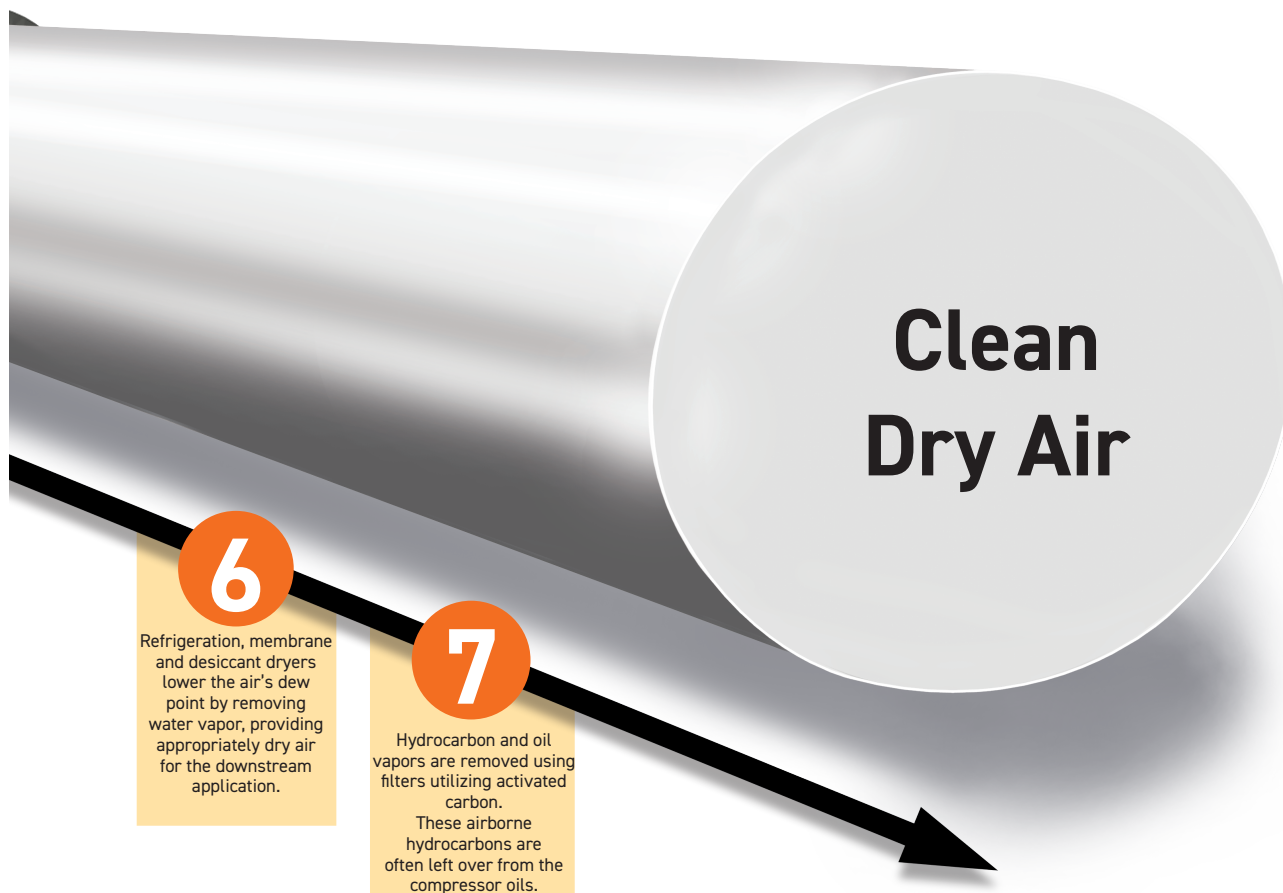 Clean
Dry Air
6
Refrigeration, membrane
and desiccant dryers
lower the air's dew
point by removing
water vapor, providing
appropriately dry air
for the downstream
application.
7
Hydrocarbon and oil
vapors are removed using
filters utilizing activated
carbon.
These airborne
hydrocarbons are
often left over from the
compressor oils.